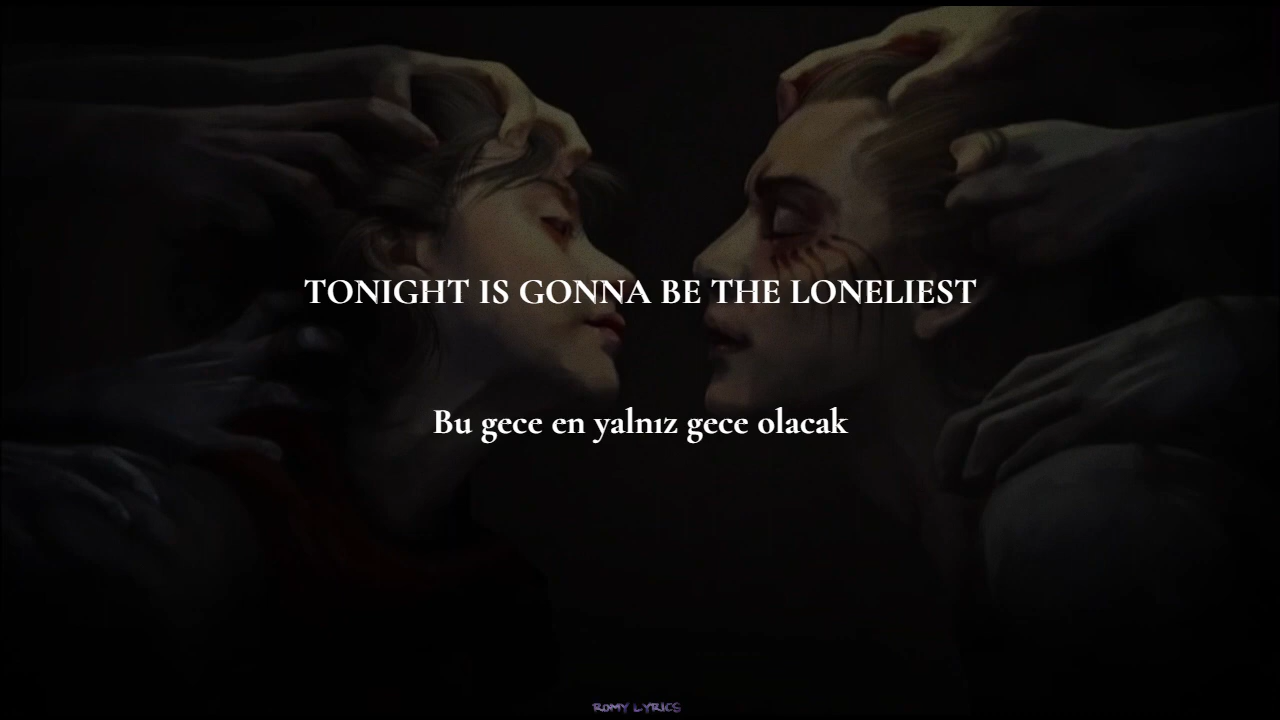 TONIGHT IS GONNA BE THE LONELIEST
Bu gece en yalnız gece olacak
ROMY LYRICS